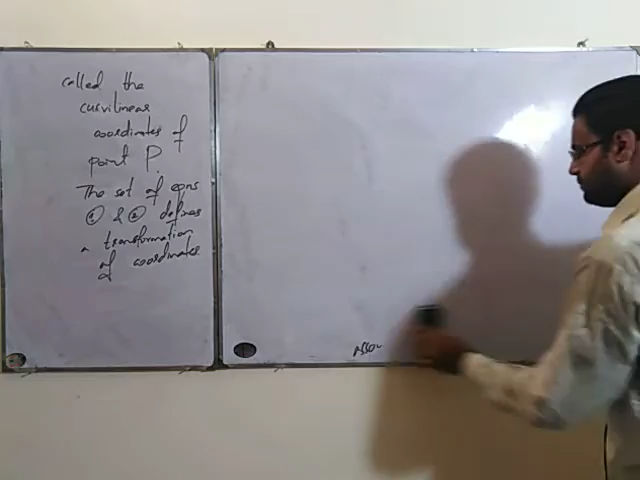 called the
curvilinear
coordinates of
point P.
The set of eqns
① & ② defines
a transformation
of coordinates